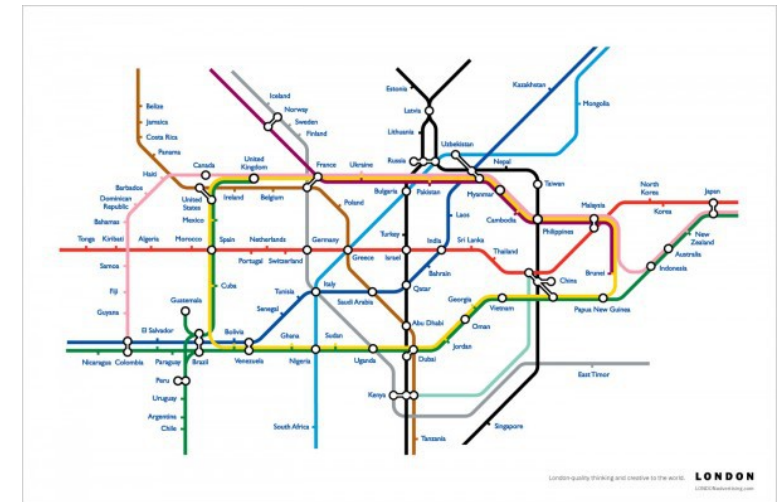 Iceland
Norway
Sweden
Finland
Estonia
Latvia
Lithuania
Russia
Kazakhstan
Mongolia
Uzbekistan
Nepal
Belize
Jamaica
Costa Rica
Panama
Haiti
Canada
United
Kingdom
France
Ukraine
Taiwan
Barbados
Dominican
Republic
Bahamas
United
States
Mexico
Ireland
Belgium
Bulgaria
Pakistan
Myanmar
Cambodia
Philippines
Malaysia
North
Korea
Korea
Japan
Poland
Turkey
Laos
Tonga
Kiribati
Algeria
Morocco
Spain
Netherlands
Portugal
Switzerland
Germany
Greece
Israel
India
Sri Lanka
Thailand
New
Zealand
Australia
Indonesia
Samoa
Fiji
Guyana
Cuba
Guatemala
Tunisia
Senegal
Italy
Saudi Arabia
Bahrain
Qatar
China
Brunei
Georgia
Vietnam
Papua New Guinea
El Salvador
Bolivia
Ghana
Sudan
Abu Dhabi
Oman
Jordan
Nicaragus
Colombia
Paraguay
Brazil
Venezuela
Nigeria
Uganda
Dubai
Peru
Uruguay
Argentina
Chile
Kenya
East Timor
South Africa
Tanzania
Singapore
London-quality thinking and creative to the world.
LONDON
LONDONadvertising.com